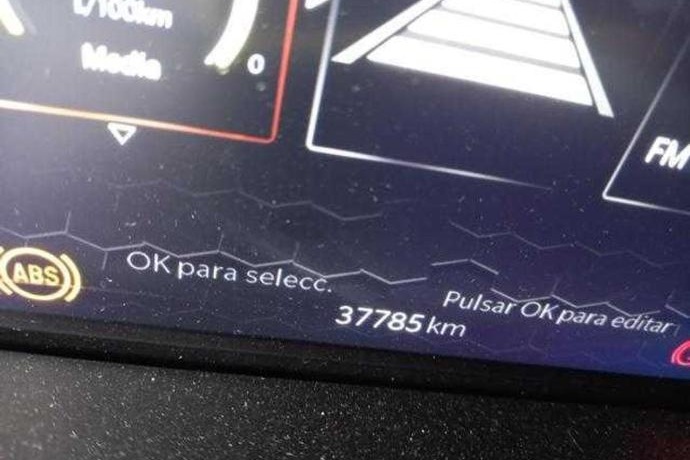 L/100km
Media
0
FM
ABS
OK para selecc.
37785 km
Pulsar OK para editar